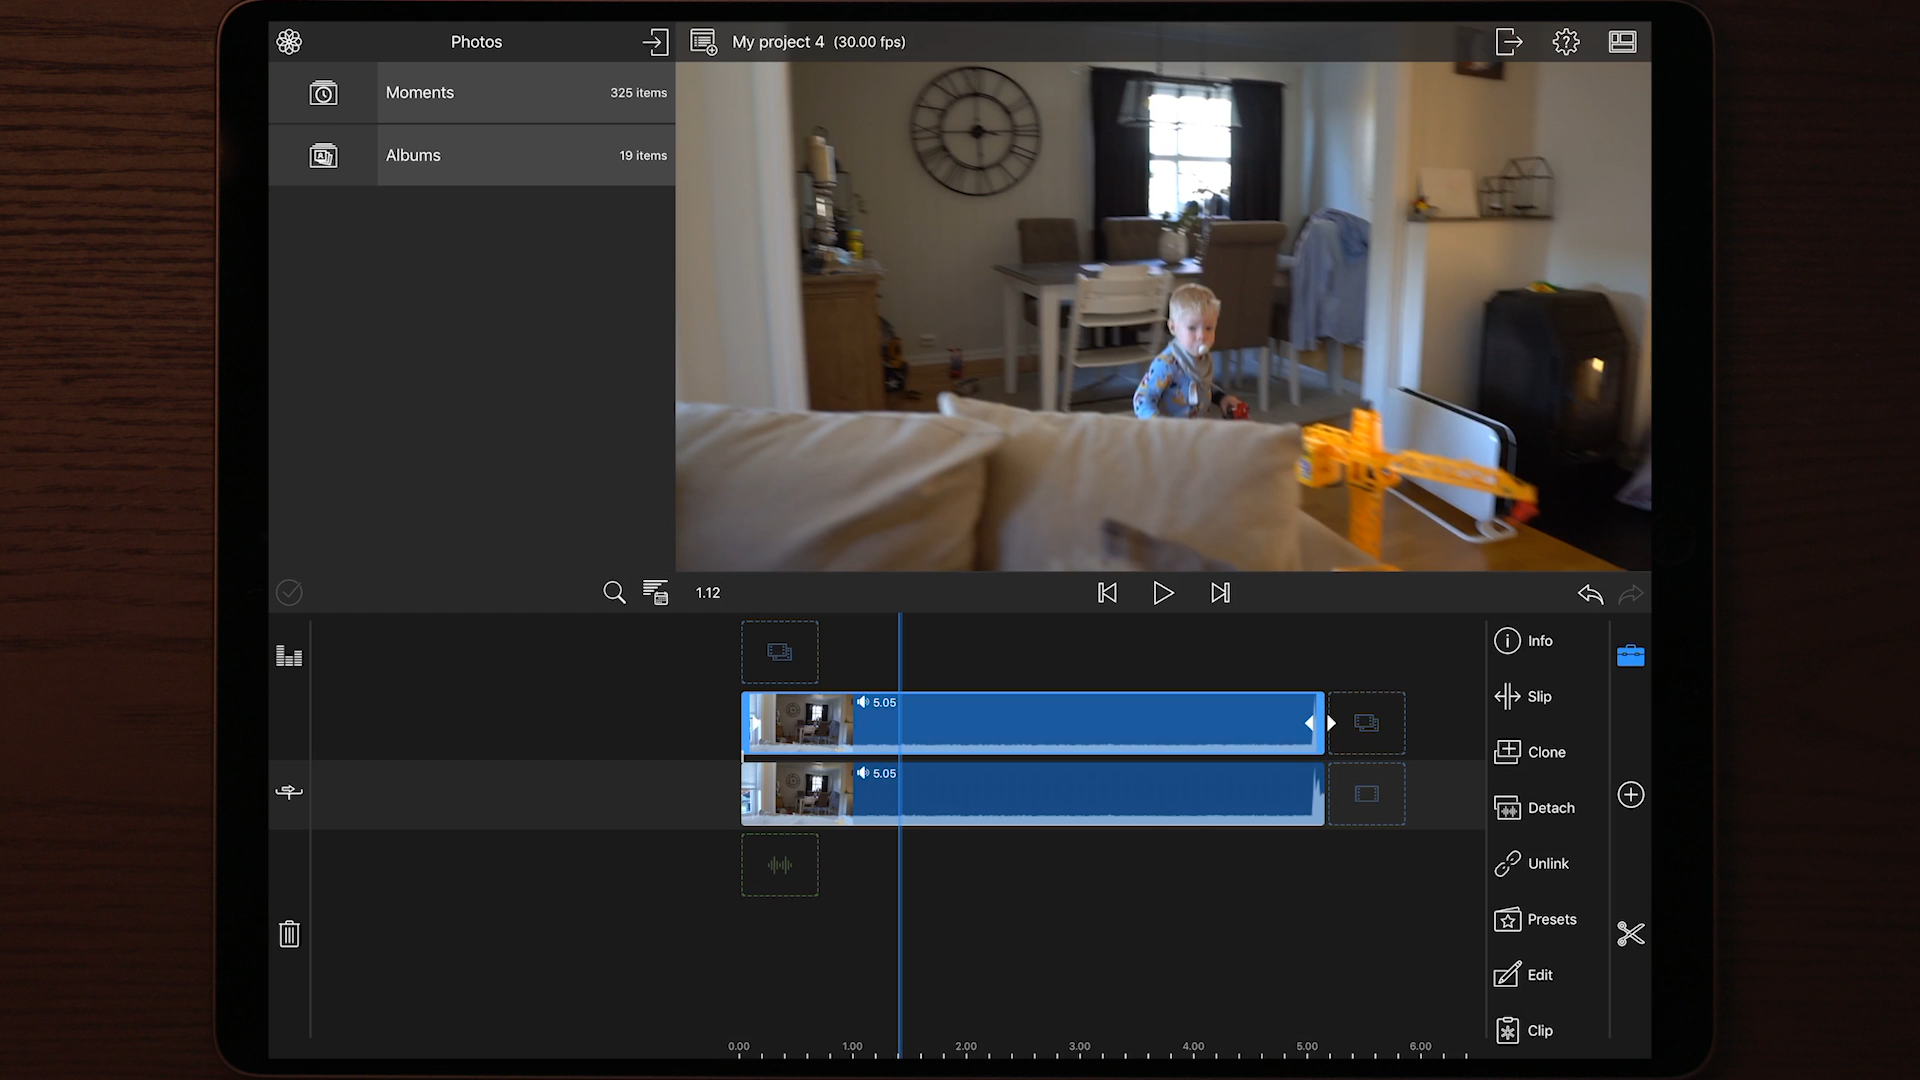 Photos
My project 4 (30.00 fps)
Moments 325 items
Albums 19 items
1.12
Info
5.05
Slip
Clone
5.05
Detach
Unlink
Presets
Edit
Clip
0.00 1.00 2.00 3.00 4.00 5.00 6.00